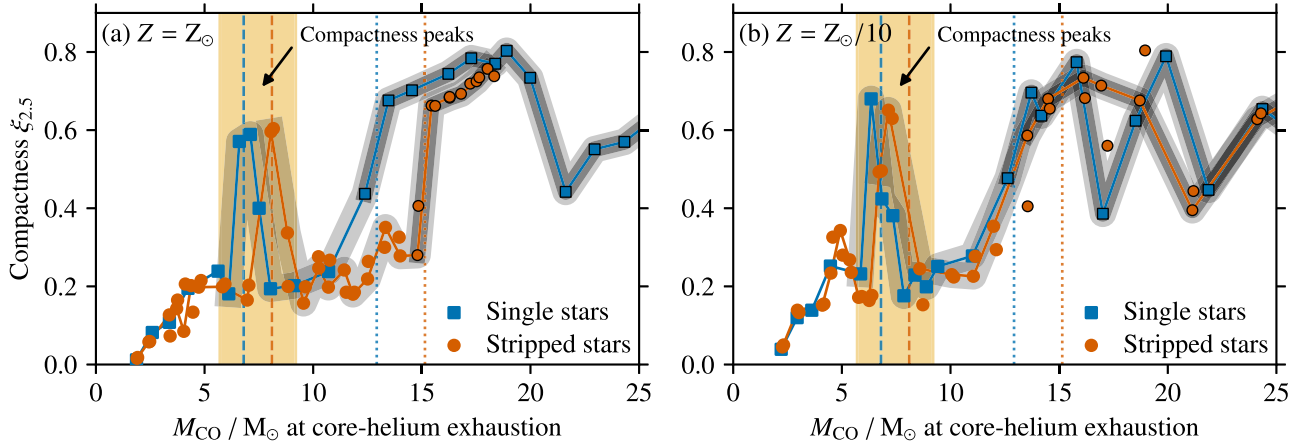 (a) Z = Z⊙
Compactness peaks
Compactness ξ2.5
0.8
0.6
0.4
0.2
0.0
Single stars
Stripped stars
0 5 10 15 20 25
MCO / M⊙ at core-helium exhaustion
(b) Z = Z⊙/10
Compactness peaks
0.8
0.6
0.4
0.2
0.0
Single stars
Stripped stars
0 5 10 15 20 25
MCO / M⊙ at core-helium exhaustion